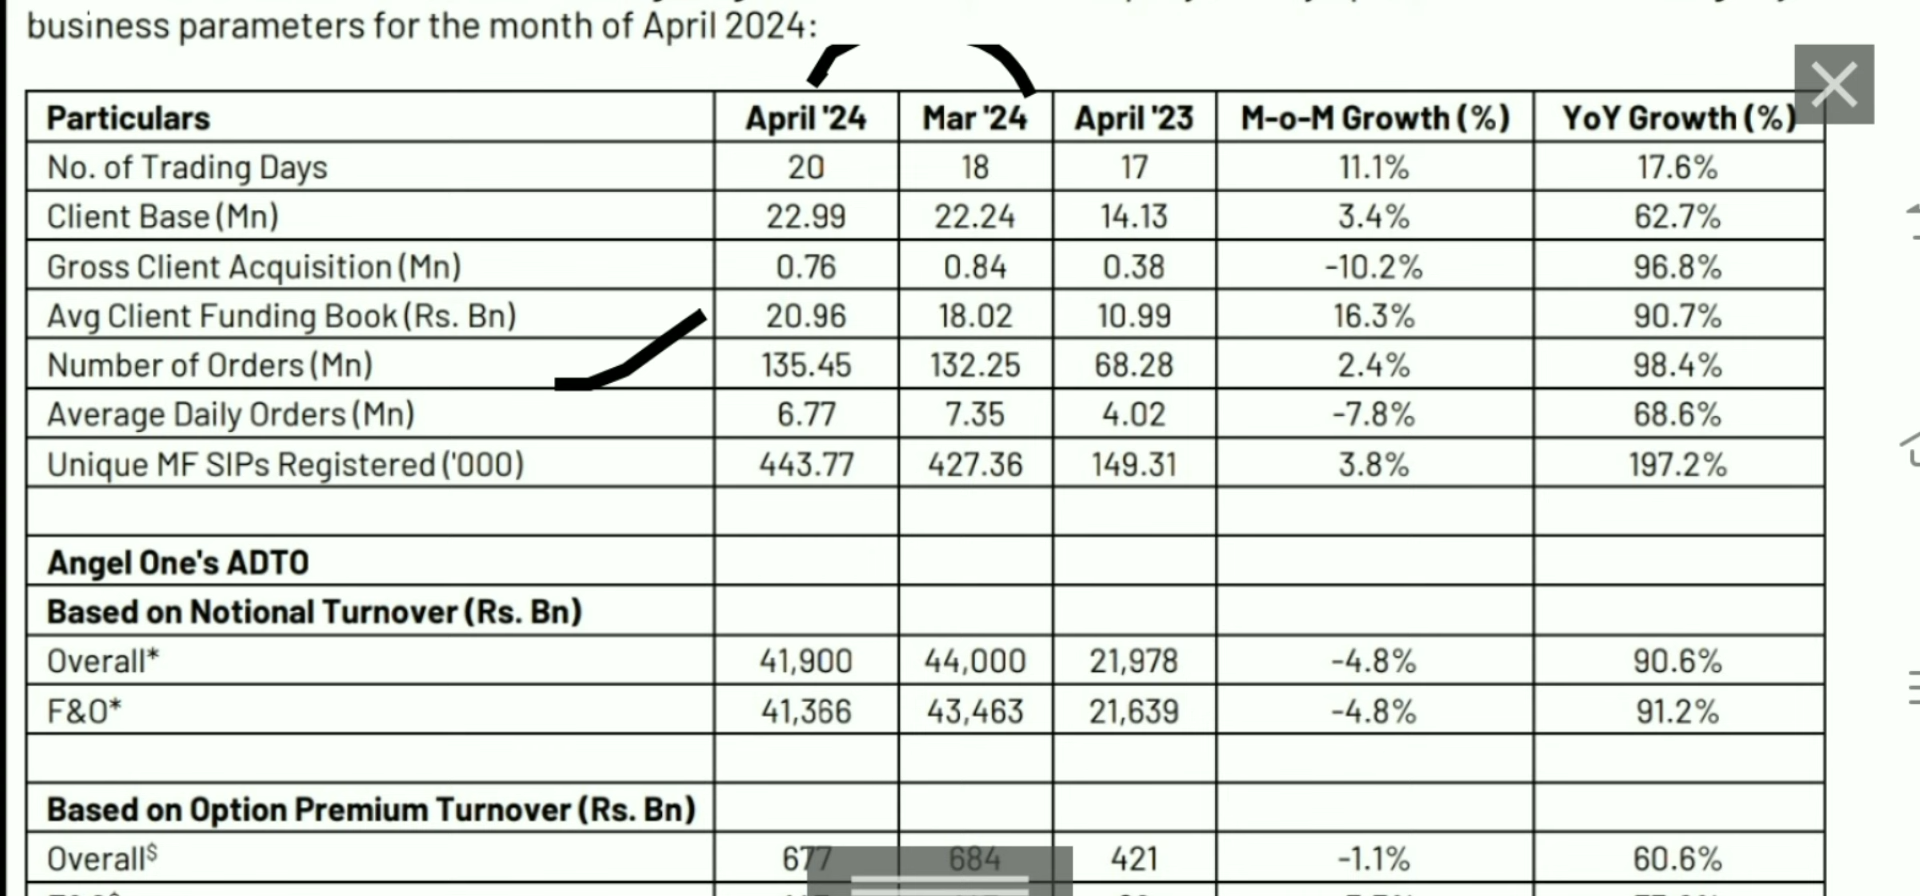 business parameters for the month of April 2024:
Particulars April '24 Mar '24 April '23 M-o-M Growth (%) YoY Growth (%)
No. of Trading Days 20 18 17 11.1% 17.6%
Client Base (Mn) 22.99 22.24 14.13 3.4% 62.7%
Gross Client Acquisition (Mn) 0.76 0.84 0.38 -10.2% 96.8%
Avg Client Funding Book (Rs. Bn) 20.96 18.02 10.99 16.3% 90.7%
Number of Orders (Mn) 135.45 132.25 68.28 2.4% 98.4%
Average Daily Orders (Mn) 6.77 7.35 4.02 -7.8% 68.6%
Unique MF SIPs Registered ('000) 443.77 427.36 149.31 3.8% 197.2%
Angel One's ADTO
Based on Notional Turnover (Rs. Bn)
Overall* 41,900 44,000 21,978 -4.8% 90.6%
F&O* 41,366 43,463 21,639 -4.8% 91.2%
Based on Option Premium Turnover (Rs. Bn)
Overall$ 677 684 421 -1.1% 60.6%